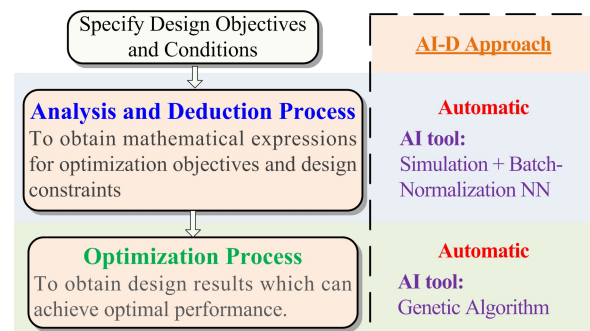 Specify Design Objectives
and Conditions
AI-D Approach
Analysis and Deduction Process
To obtain mathematical expressions
for optimization objectives and design
constraints
Automatic
AI tool:
Simulation + Batch-
Normalization NN
Optimization Process
To obtain design results which can
achieve optimal performance.
Automatic
AI tool:
Genetic Algorithm